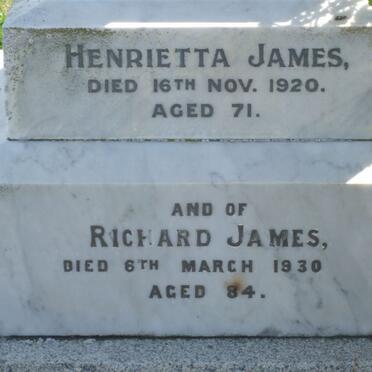 HENRIETTA JAMES,
DIED 16TH NOV. 1920.
AGED 71.
AND OF
RICHARD JAMES,
DIED 6TH MARCH 1930
AGED 84.